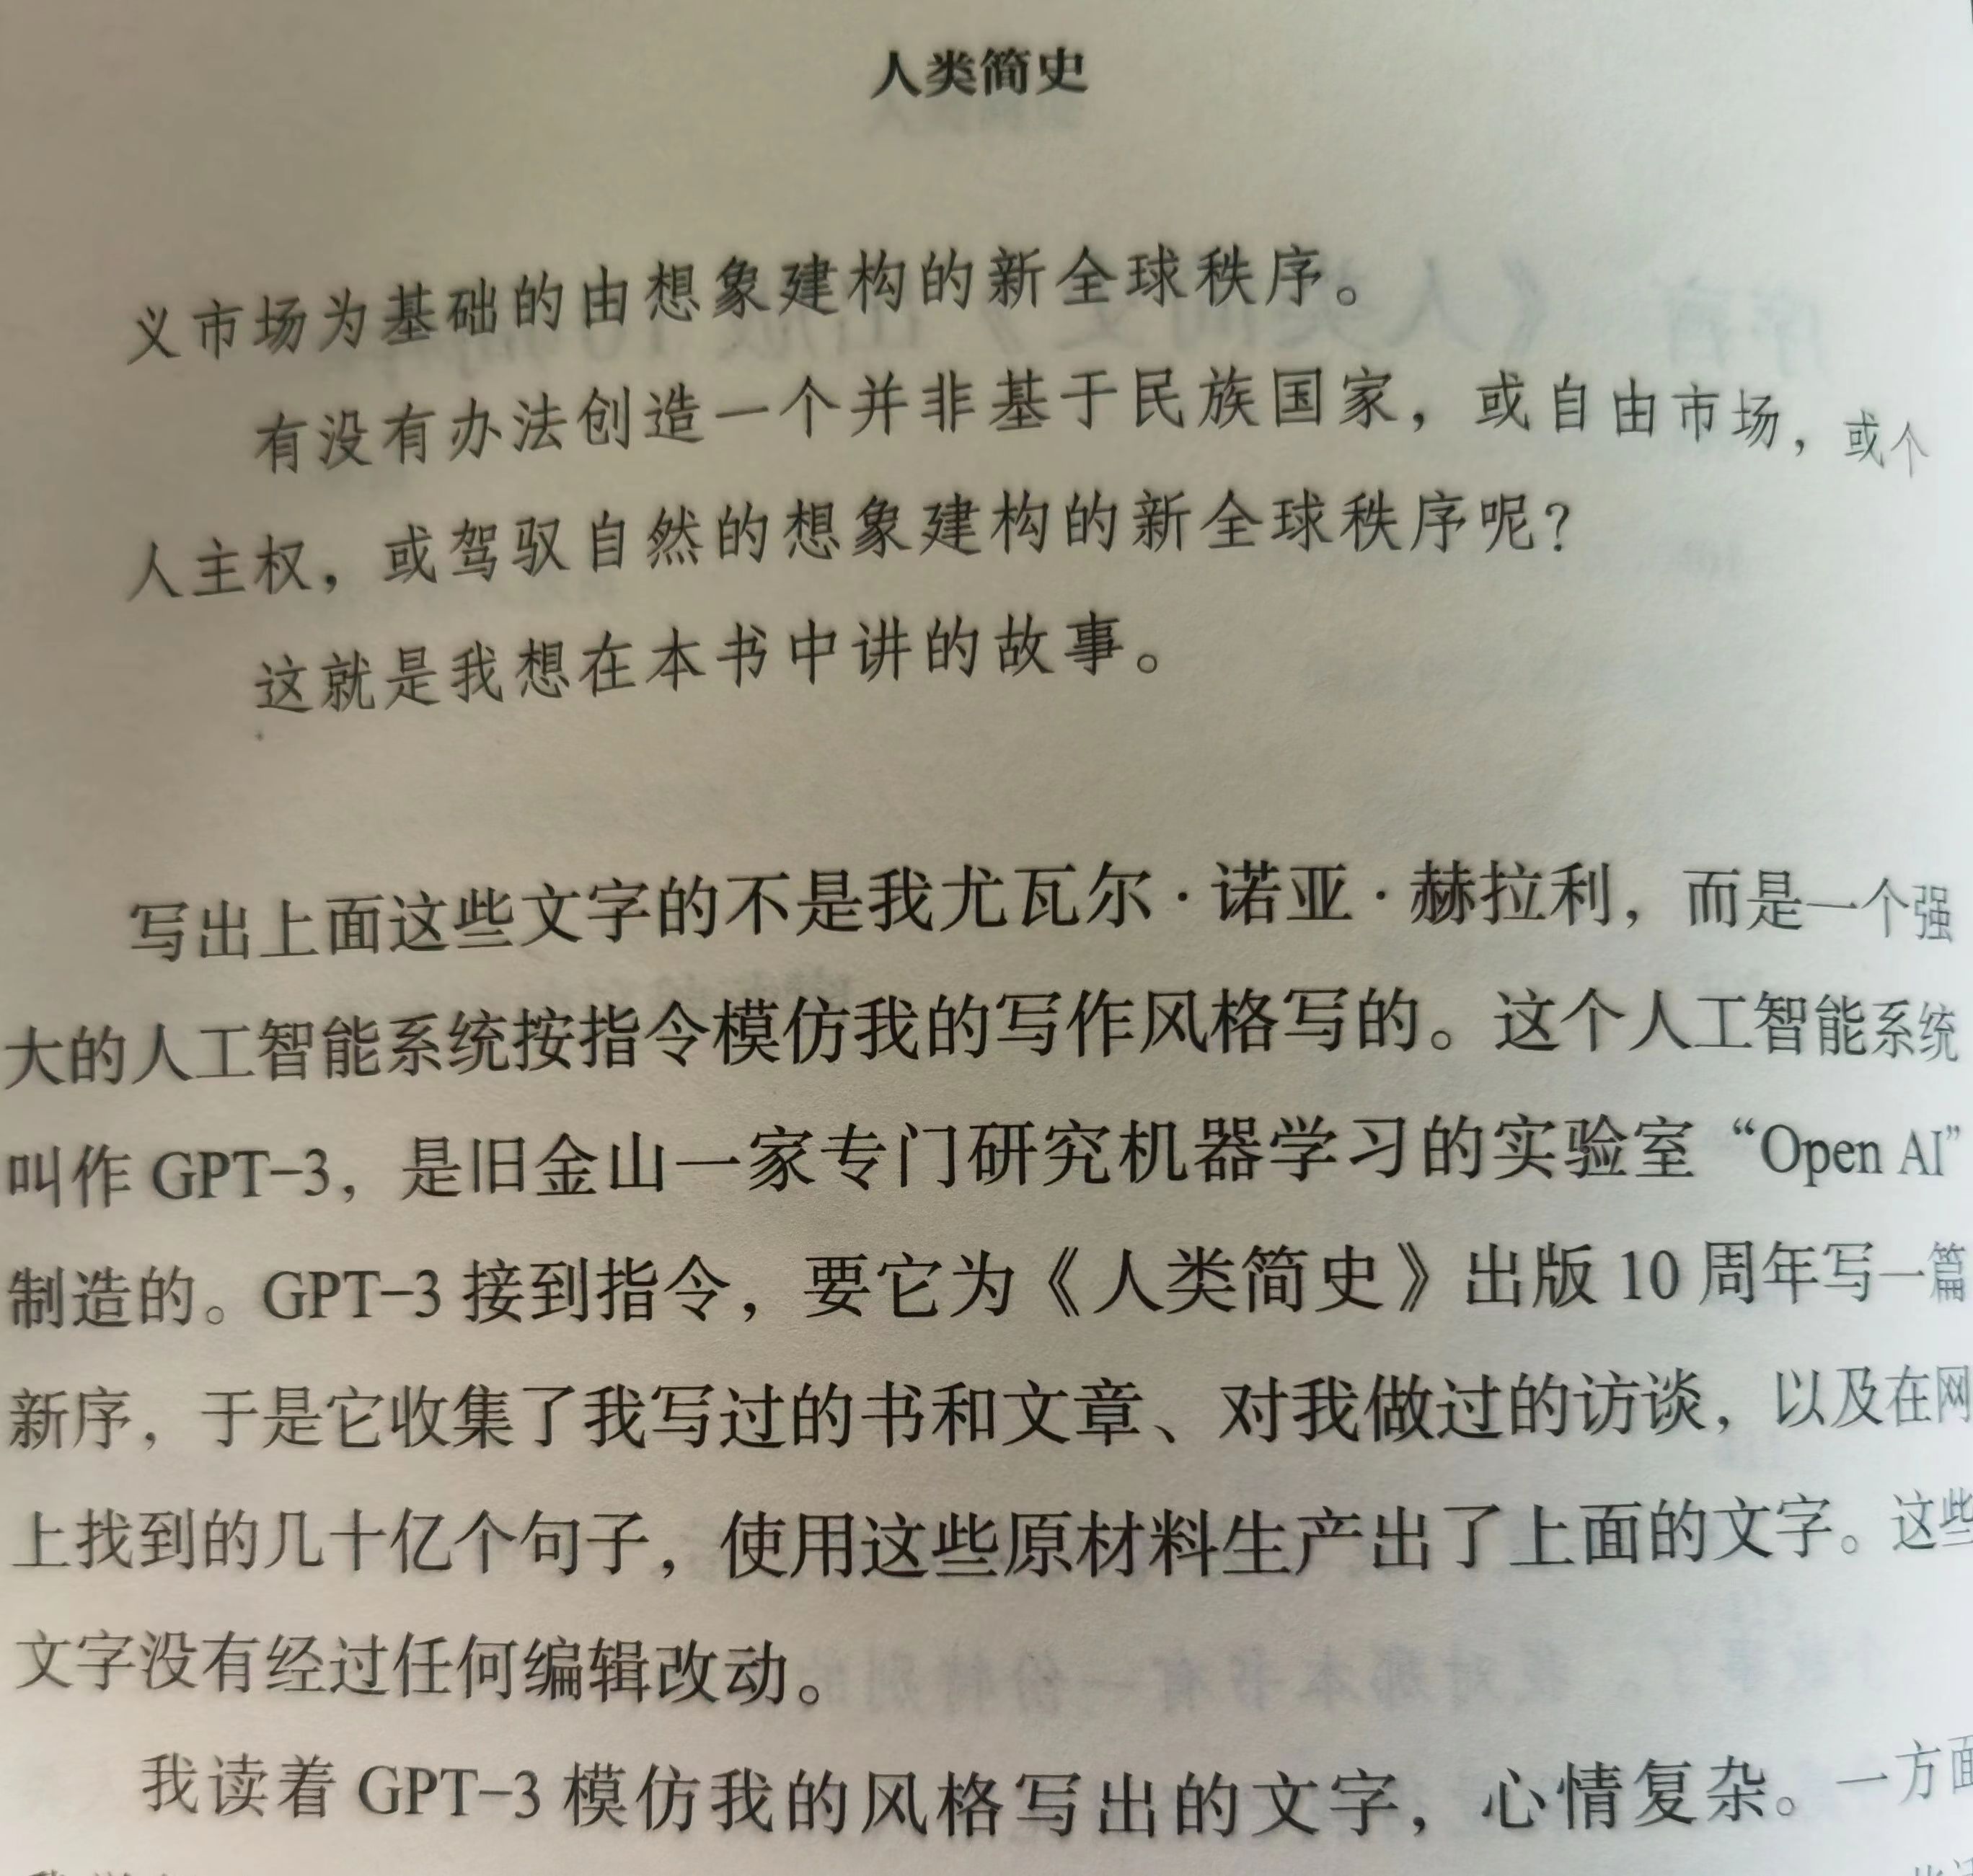 人类简史
义市场为基础的由想象建构的新全球秩序。
有没有办法创造一个并非基于民族国家，或自由市场，或个
人主权，或驾驭自然的想象建构的新全球秩序呢？
这就是我想在本书中讲的故事。
写出上面这些文字的不是我尤瓦尔·诺亚·赫拉利，而是一个强
大的人工智能系统按指令模仿我的写作风格写的。这个人工智能系统
叫作 GPT-3，是旧金山一家专门研究机器学习的实验室“Open AI”
制造的。GPT-3 接到指令，要它为《人类简史》出版 10 周年写一篇
新序，于是它收集了我写过的书和文章、对我做过的访谈，以及在网
上找到的几十亿个句子，使用这些原材料生产出了上面的文字。这些
文字没有经过任何编辑改动。
我读着 GPT-3 模仿我的风格写出的文字，心情复杂。一方面